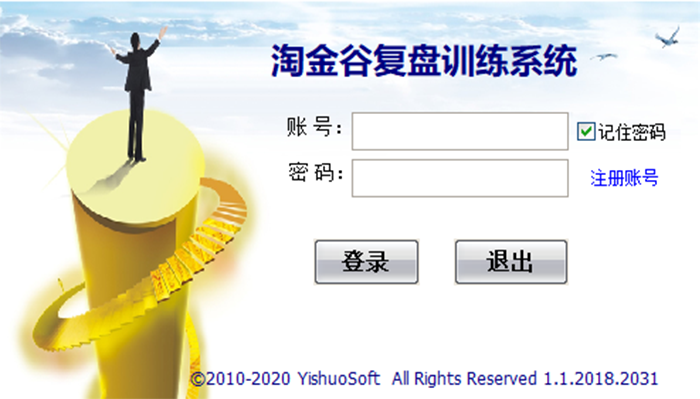 淘金谷复盘训练系统
账 号：
记住密码
密 码：
注册账号
登录
退出
©2010-2020 YishuoSoft All Rights Reserved 1.1.2018.2031